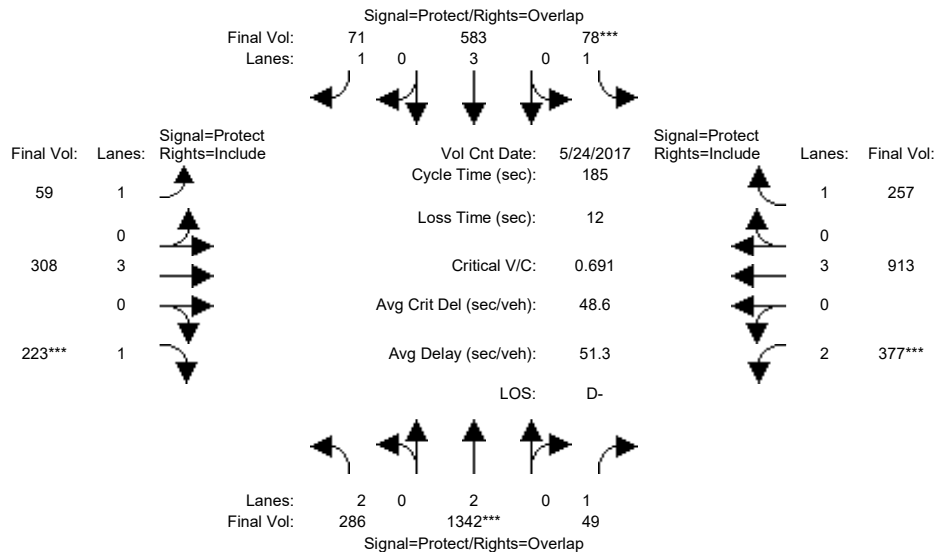 Signal=Protect/Rights=Overlap
Final Vol: 71 583 78***
Lanes: 1 0 3 0 1
Signal=Protect
Final Vol: Lanes: Rights=Include
Vol Cnt Date: 5/24/2017
Signal=Protect
Rights=Include Lanes: Final Vol:
Cycle Time (sec): 185
59 1
1 257
Loss Time (sec): 12
0
0
308 3
Critical V/C: 0.691
3 913
0
Avg Crit Del (sec/veh): 48.6
0
223*** 1
Avg Delay (sec/veh): 51.3
2 377***
LOS: D-
Lanes: 2 0 2 0 1
Final Vol: 286 1342*** 49
Signal=Protect/Rights=Overlap